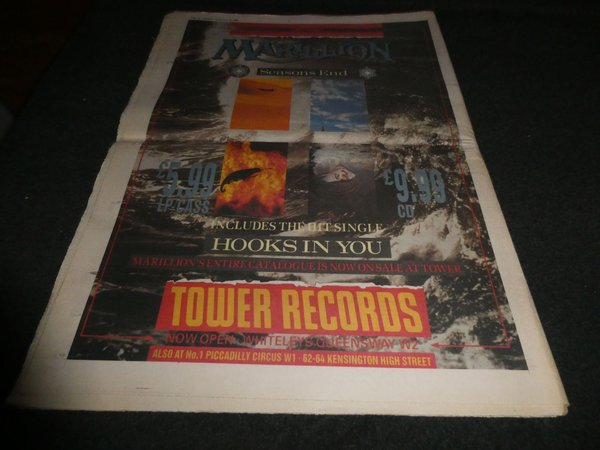 MARILLION
Seasons End
£5.99
LP·CASS
£9.99
CD
INCLUDES THE HIT SINGLE
HOOKS IN YOU
MARILLION'S ENTIRE CATALOGUE IS NOW ON SALE AT TOWER
TOWER RECORDS
NOW OPEN WHITELEYS QUEENSWAY W2
ALSO AT No.1 PICCADILLY CIRCUS W1 · 62-64 KENSINGTON HIGH STREET